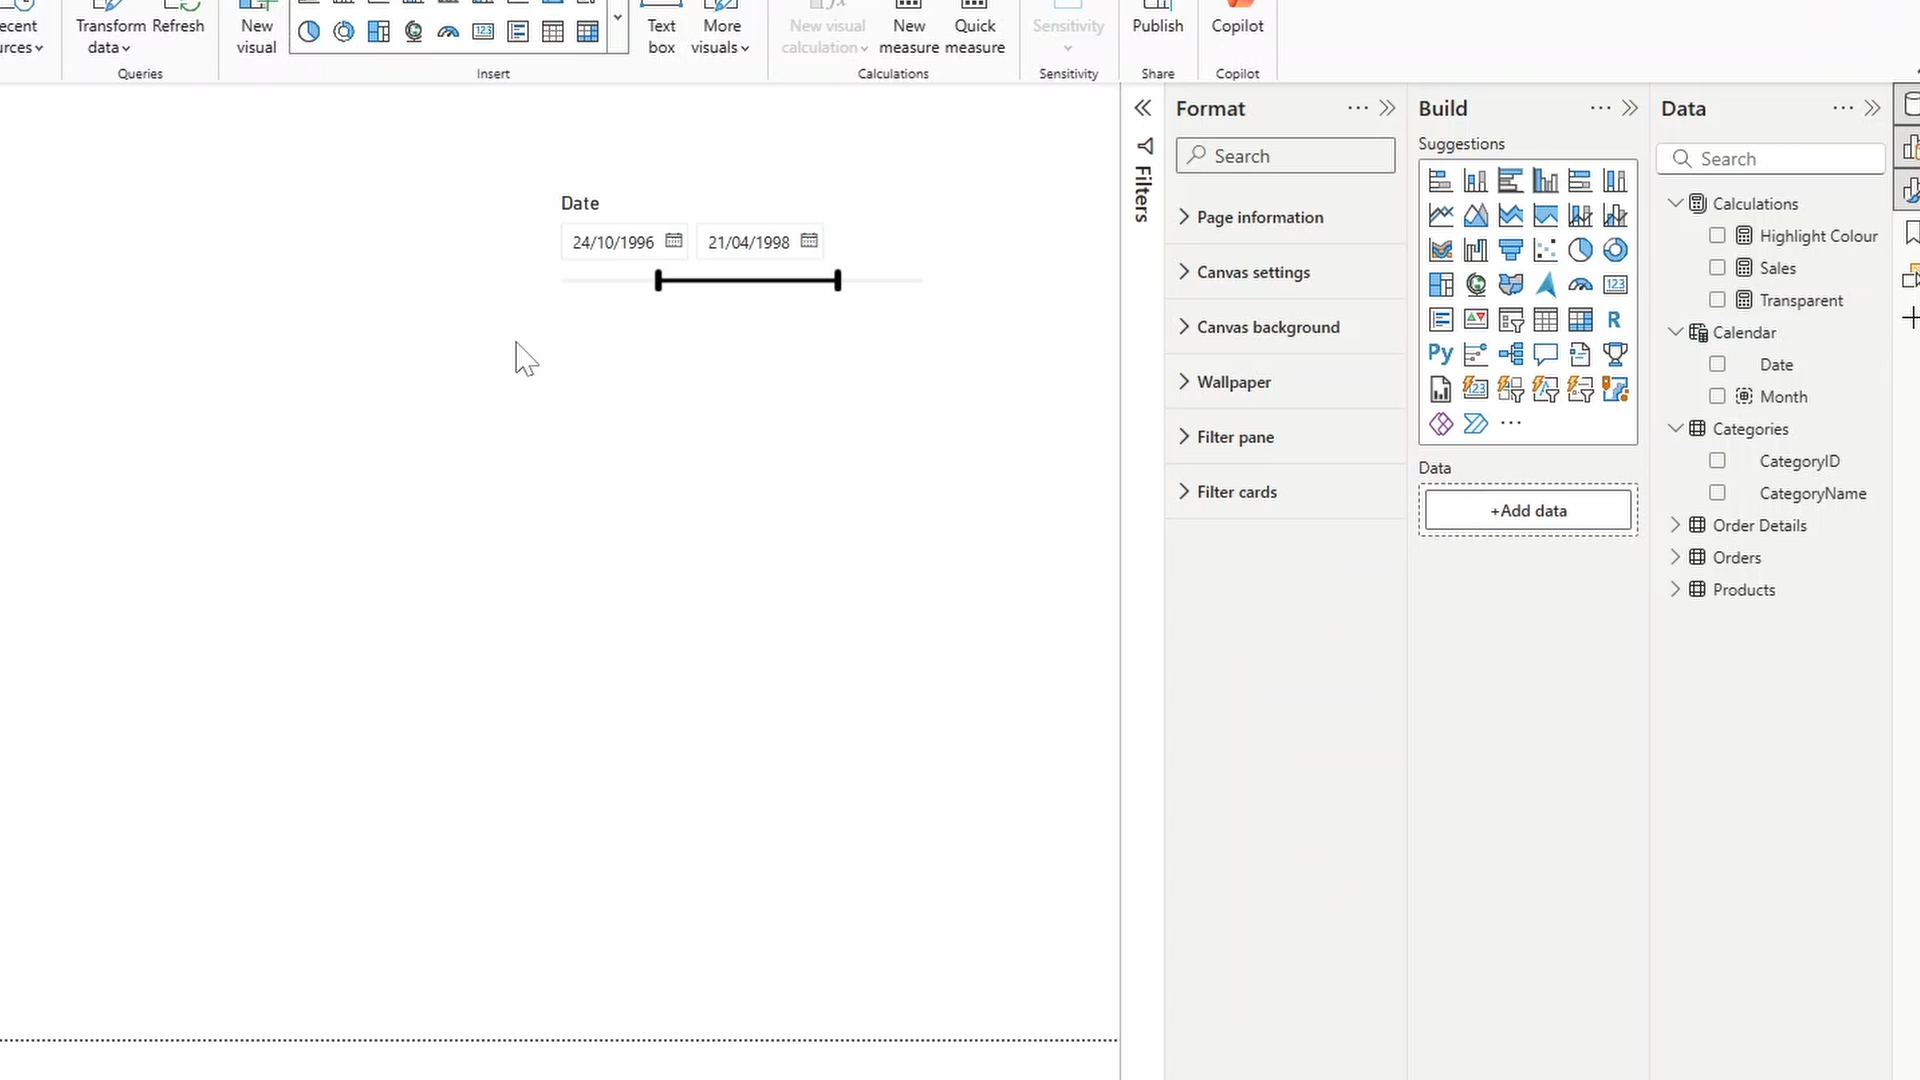 ecent
urces
Transform
data
Refresh
Queries
New
visual
123
Insert
Text
box
More
visuals
New visual
calculation
New
measure
Quick
measure
Calculations
Sensitivity
Sensitivity
Publish
Share
Copilot
Copilot
Filters
Format
Search
Page information
Canvas settings
Canvas background
Wallpaper
Filter pane
Filter cards
Build
Suggestions
123
R
Py
123
Data
+Add data
Data
Search
Calculations
Highlight Colour
Sales
Transparent
Calendar
Date
Month
Categories
CategoryID
CategoryName
Order Details
Orders
Products
Date
24/10/1996
21/04/1998